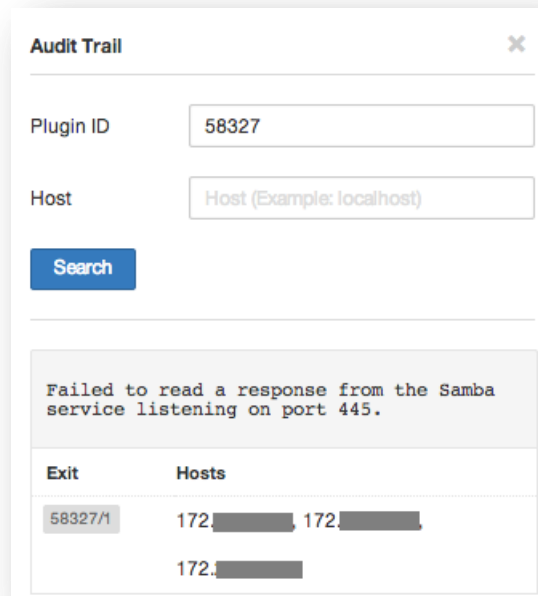 Audit Trail ×
Plugin ID 58327
Host Host (Example: localhost)
Search
Failed to read a response from the Samba
service listening on port 445.
Exit Hosts
58327/1 172. , 172. ,
172.